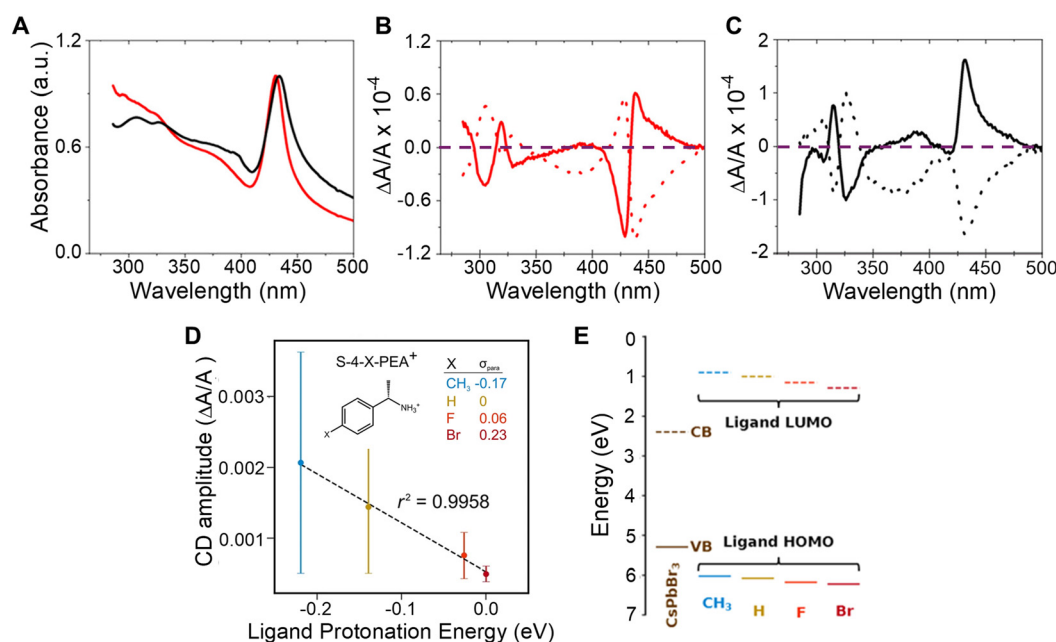 A
Absorbance (a.u.)
1.2
0.6
0.0
300 350 400 450 500
Wavelength (nm)
B
ΔA/A x 10⁻⁴
1.2
0.6
0.0
-0.6
-1.2
300 350 400 450 500
Wavelength (nm)
C
ΔA/A x 10⁻⁴
2
1
0
-1
-2
300 350 400 450 500
Wavelength (nm)
D
CD amplitude (ΔA/A)
0.003
0.002
0.001
S-4-X-PEA⁺
X
NH₃⁺
X σpara
CH₃ -0.17
H 0
F 0.06
Br 0.23
r² = 0.9958
-0.2 -0.1 0.0
Ligand Protonation Energy (eV)
E
Energy (eV)
0
1
2
3
4
5
6
7
Ligand LUMO
CB
VB
Ligand HOMO
CsPbBr₃
CH₃ H F Br